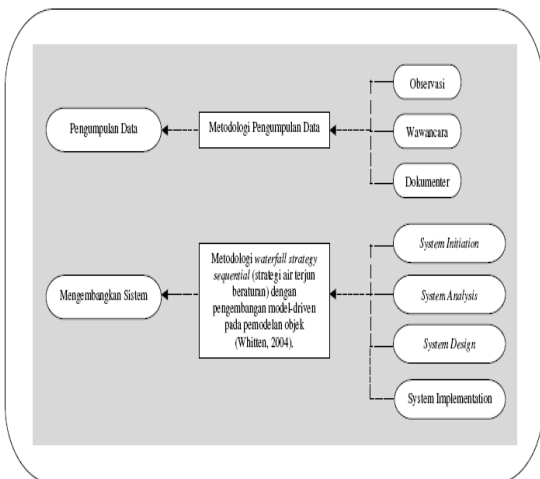 Observasi
Pengumpulan Data
Metodologi Pengumpulan Data
Wawancara
Dokumenter
Mengembangkan Sistem
Metodologi waterfall strategy
sequential (strategi air terjun
beraturan) dengan
pengembangan model-driven
pada pemodelan objek
(Whitten, 2004).
System Initiation
System Analysis
System Design
System Implementation